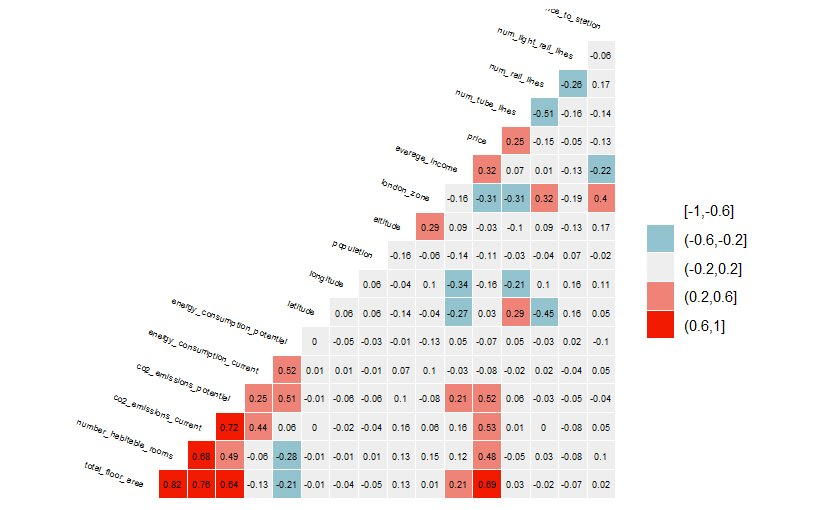 nce_to_station
num_light_rail_lines -0.06
num_rail_lines -0.26 0.17
num_tube_lines -0.51 -0.16 -0.14
price 0.25 -0.15 -0.05 -0.13
average_income 0.32 0.07 0.01 -0.13 -0.22
london_zone -0.16 -0.31 -0.31 0.32 -0.19 0.4
altitude 0.29 0.09 -0.03 -0.1 0.09 -0.13 0.17
population -0.16 -0.06 -0.14 -0.11 -0.03 -0.04 0.07 -0.02
longitude 0.06 -0.04 0.1 -0.34 -0.16 -0.21 0.1 0.16 0.11
latitude 0.06 0.06 -0.14 -0.04 -0.27 0.03 0.29 -0.45 0.16 0.05
energy_consumption_potential 0 -0.05 -0.03 -0.01 -0.13 0.05 -0.07 0.05 -0.03 0.02 -0.1
energy_consumption_current 0.52 0.01 0.01 -0.01 0.07 0.1 -0.03 -0.08 -0.02 0.02 -0.04 0.05
co2_emissions_potential 0.25 0.51 -0.01 -0.06 -0.06 0.1 -0.08 0.21 0.52 0.06 -0.03 -0.05 -0.04
co2_emissions_current 0.72 0.44 0.06 0 -0.02 -0.04 0.16 0.06 0.16 0.53 0.01 0 -0.08 0.05
number_habitable_rooms 0.68 0.49 -0.06 -0.28 -0.01 -0.01 0.01 0.13 0.15 0.12 0.48 -0.05 0.03 -0.08 0.1
total_floor_area 0.82 0.76 0.64 -0.13 -0.21 -0.01 -0.04 -0.05 0.13 0.01 0.21 0.69 0.03 -0.02 -0.07 0.02
[-1,-0.6]
(-0.6,-0.2]
(-0.2,0.2]
(0.2,0.6]
(0.6,1]